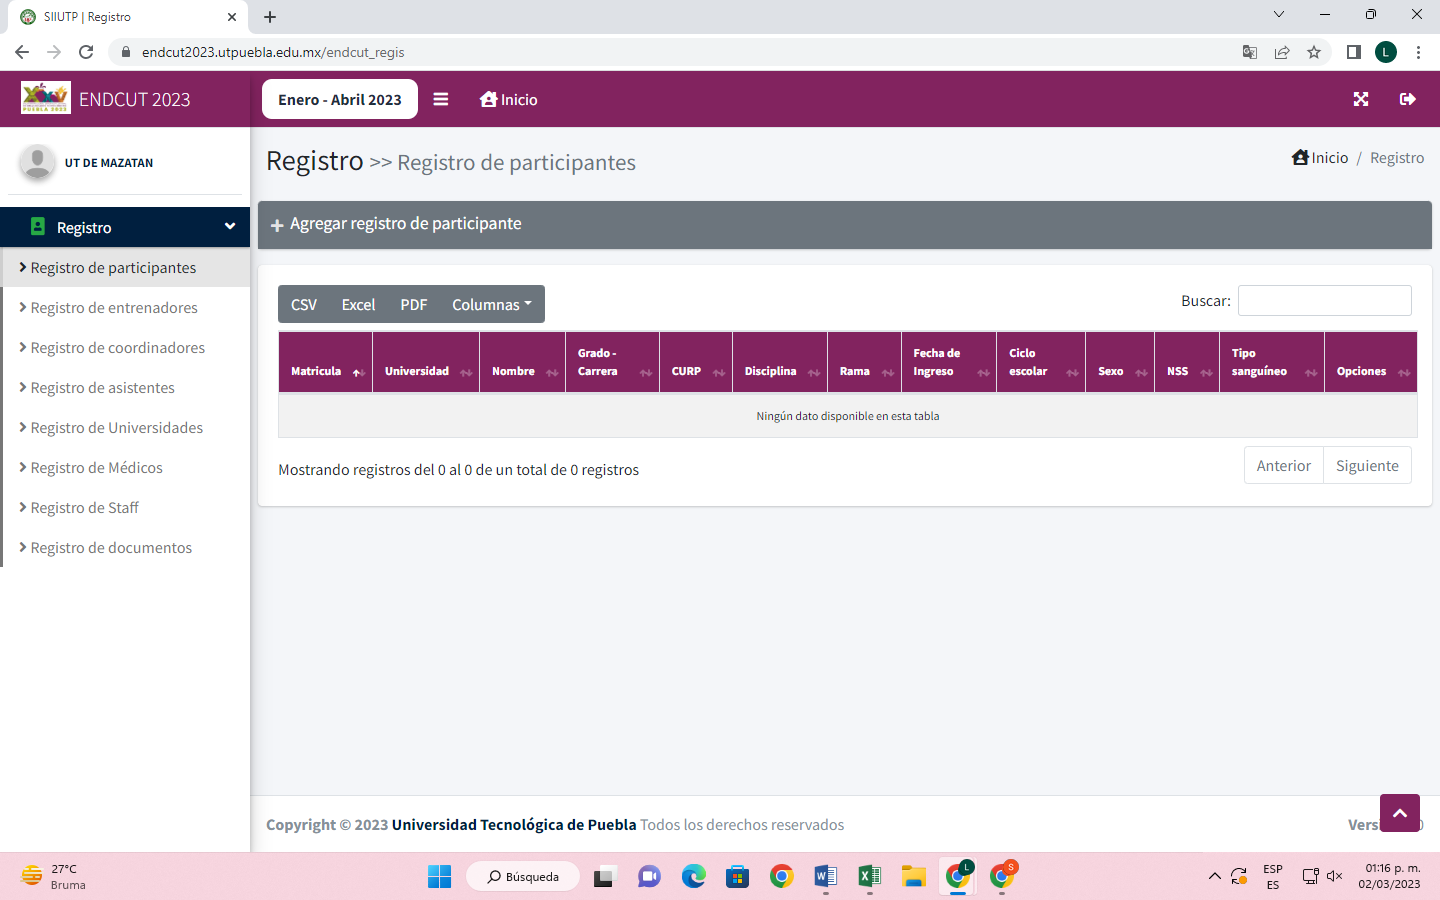 SIIUTP | Registro
endcut2023.utpuebla.edu.mx/endcut_regis
L
PUEBLA 2023
ENDCUT 2023
Enero - Abril 2023
Inicio
UT DE MAZATAN
Registro >> Registro de participantes
Inicio / Registro
Registro
Agregar registro de participante
Registro de participantes
Registro de entrenadores
Registro de coordinadores
Registro de asistentes
Registro de Universidades
Registro de Médicos
Registro de Staff
Registro de documentos
CSV Excel PDF Columnas
Buscar:
Matricula Universidad Nombre Grado - Carrera CURP Disciplina Rama Fecha de Ingreso Ciclo escolar Sexo NSS Tipo sanguíneo Opciones
Ningún dato disponible en esta tabla
Mostrando registros del 0 al 0 de un total de 0 registros
Anterior Siguiente
Copyright © 2023 Universidad Tecnológica de Puebla Todos los derechos reservados
27°C
Bruma
Búsqueda
L
S
ESP
ES
01:16 p. m.
02/03/2023